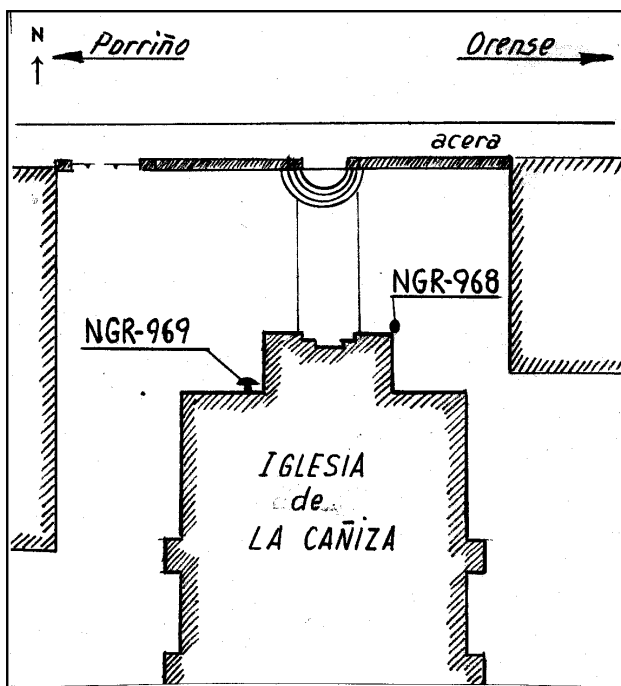 N
Porriño
Orense
acera
NGR-968
NGR-969
IGLESIA
de
LA CAÑIZA